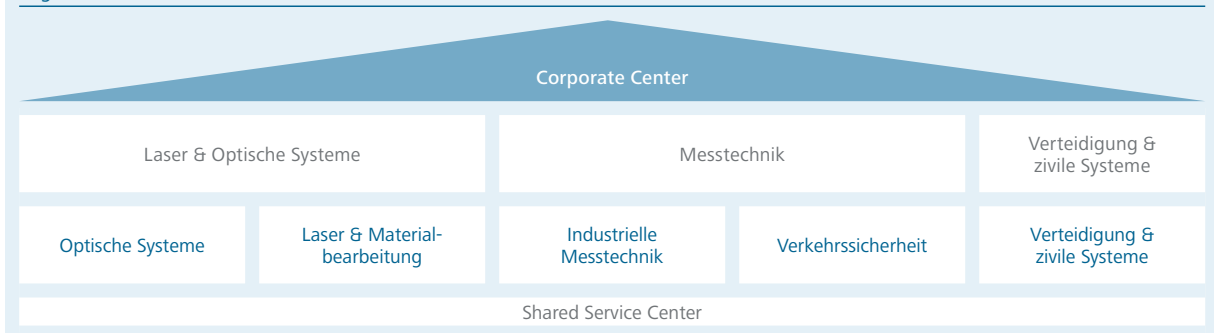 Corporate Center
Laser & Optische Systeme
Messtechnik
Verteidigung &
zivile Systeme
Optische Systeme
Laser & Material-
bearbeitung
Industrielle
Messtechnik
Verkehrssicherheit
Verteidigung &
zivile Systeme
Shared Service Center